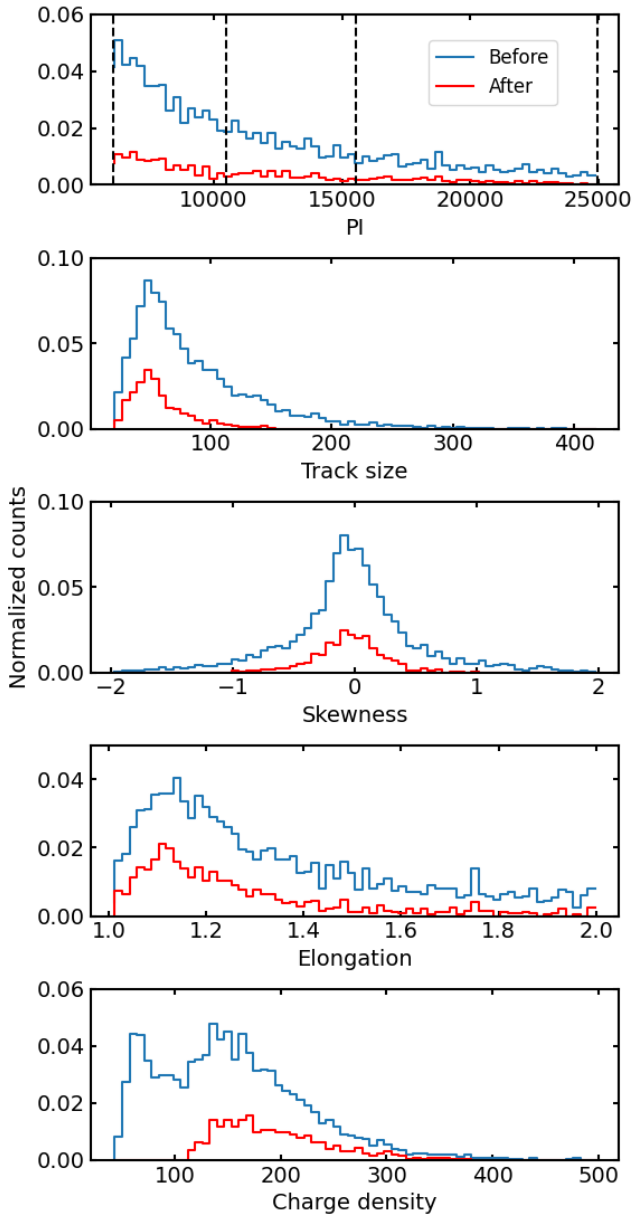 0.06
0.04
0.02
0.00
Before
After
10000 15000 20000 25000
PI
0.10
0.05
0.00
100 200 300 400
Track size
Normalized counts
0.10
0.05
0.00
−2 −1 0 1 2
Skewness
0.04
0.02
0.00
1.0 1.2 1.4 1.6 1.8 2.0
Elongation
0.06
0.04
0.02
0.00
100 200 300 400 500
Charge density